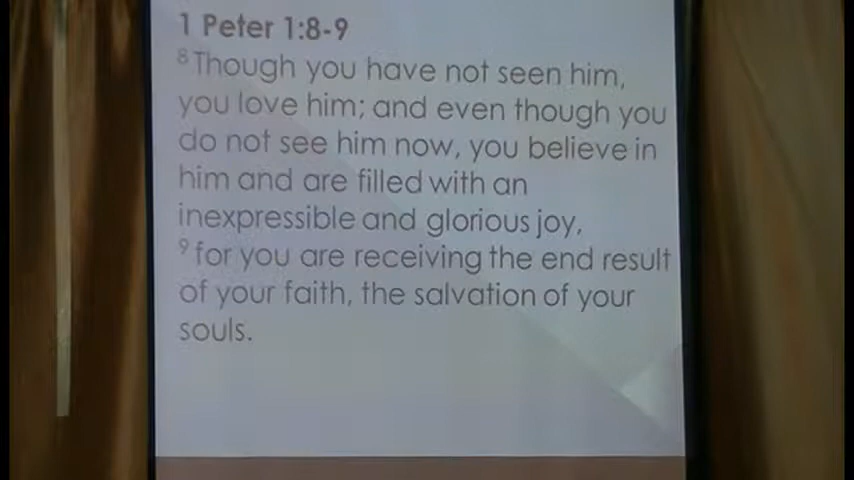 1 Peter 1:8-9
8 Though you have not seen him,
you love him; and even though you
do not see him now, you believe in
him and are filled with an
inexpressible and glorious joy,
9 for you are receiving the end result
of your faith, the salvation of your
souls.